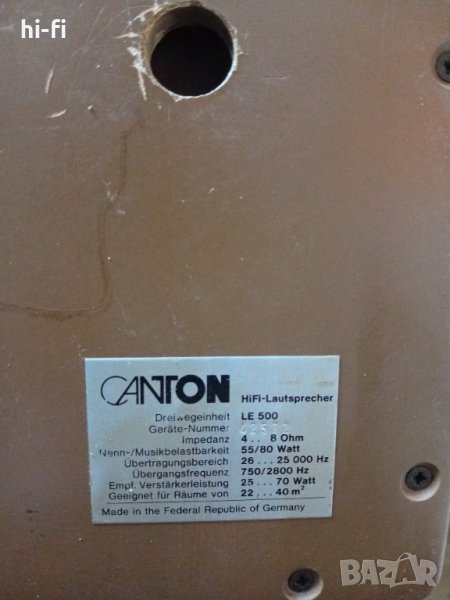 hi-fi
CANTON HiFi-Lautsprecher
Dreiwegeinheit LE 500
Geräte-Nummer
Impedanz 4 . . 8 Ohm
Nenn-/Musikbelastbarkeit 55/80 Watt
Übertragungsbereich 26 . . . 25 000 Hz
Übergangsfrequenz 750/2800 Hz
Empf. Verstärkerleistung 25 . . . 70 Watt
Geeignet für Räume von 22 . . . 40 m²
Made in the Federal Republic of Germany
BAZAR